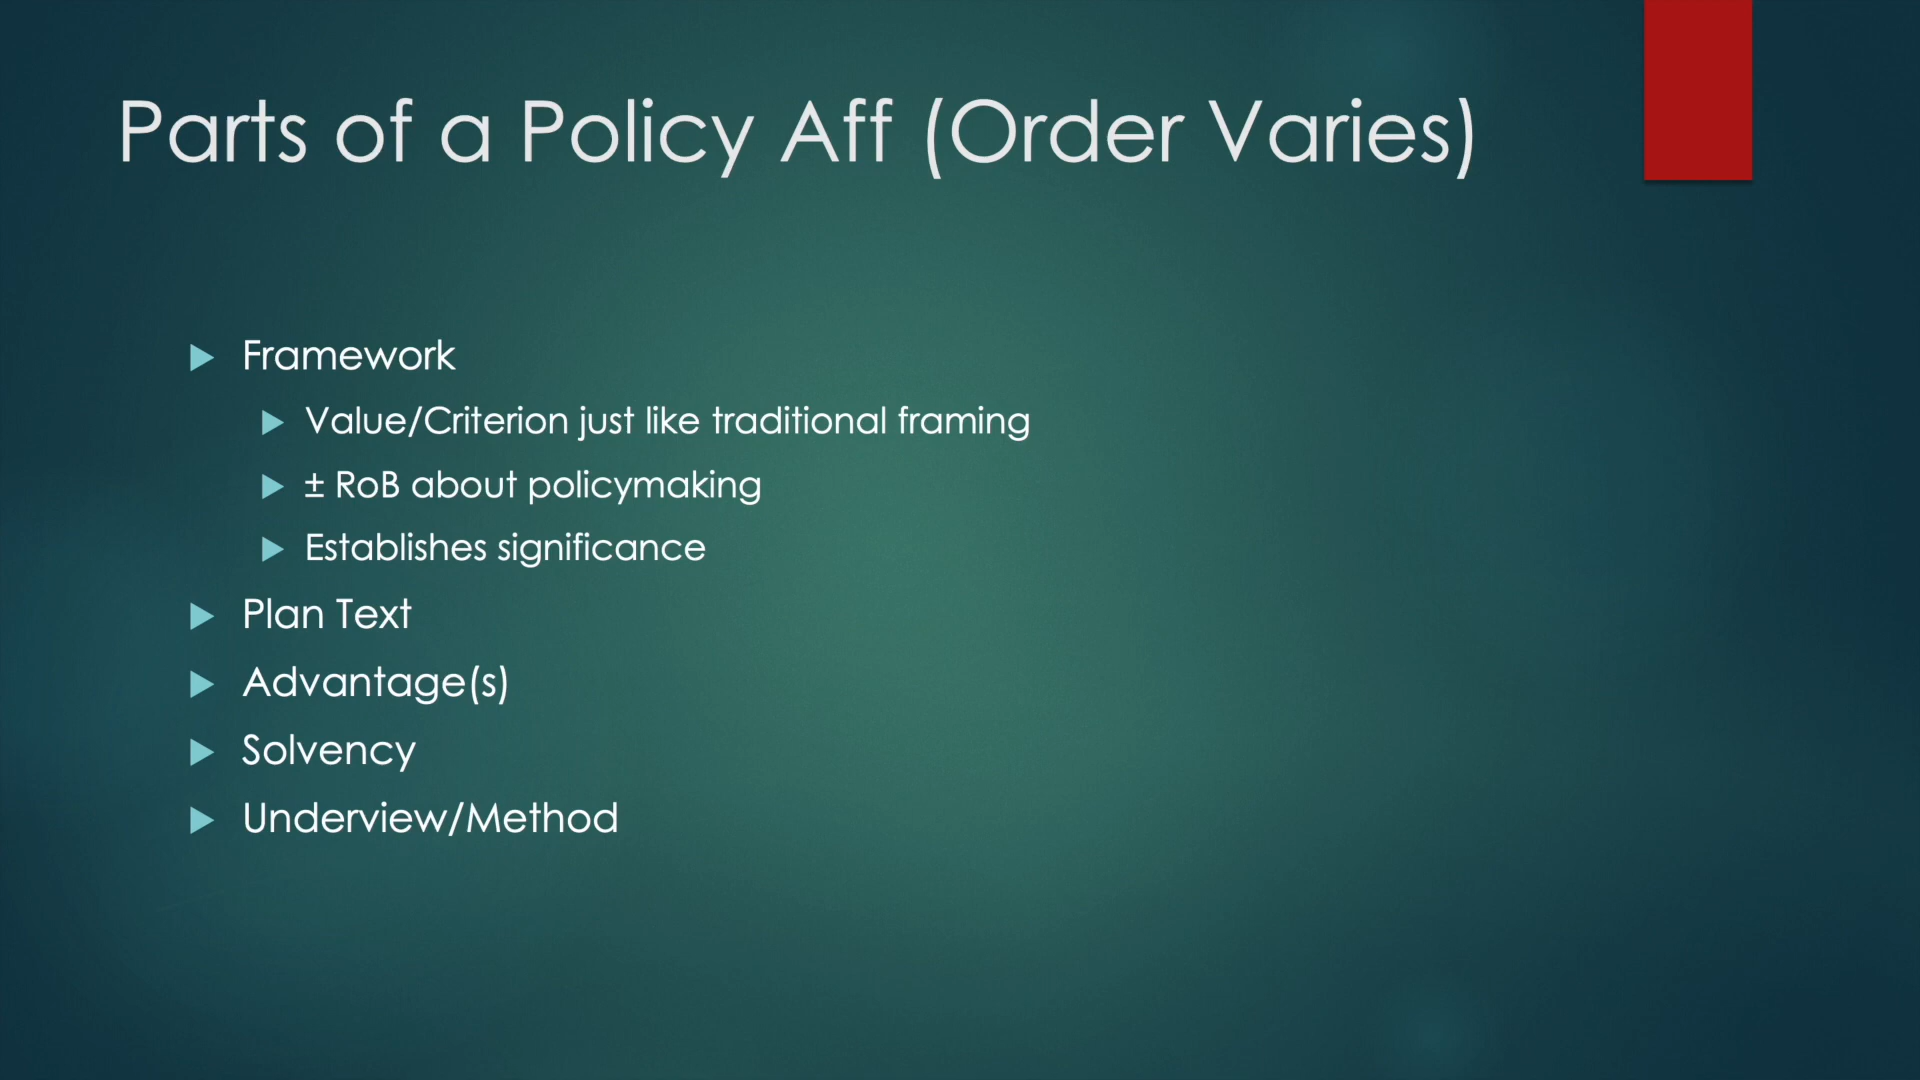 Parts of a Policy Aff (Order Varies)
Framework
Value/Criterion just like traditional framing
± RoB about policymaking
Establishes significance
Plan Text
Advantage(s)
Solvency
Underview/Method